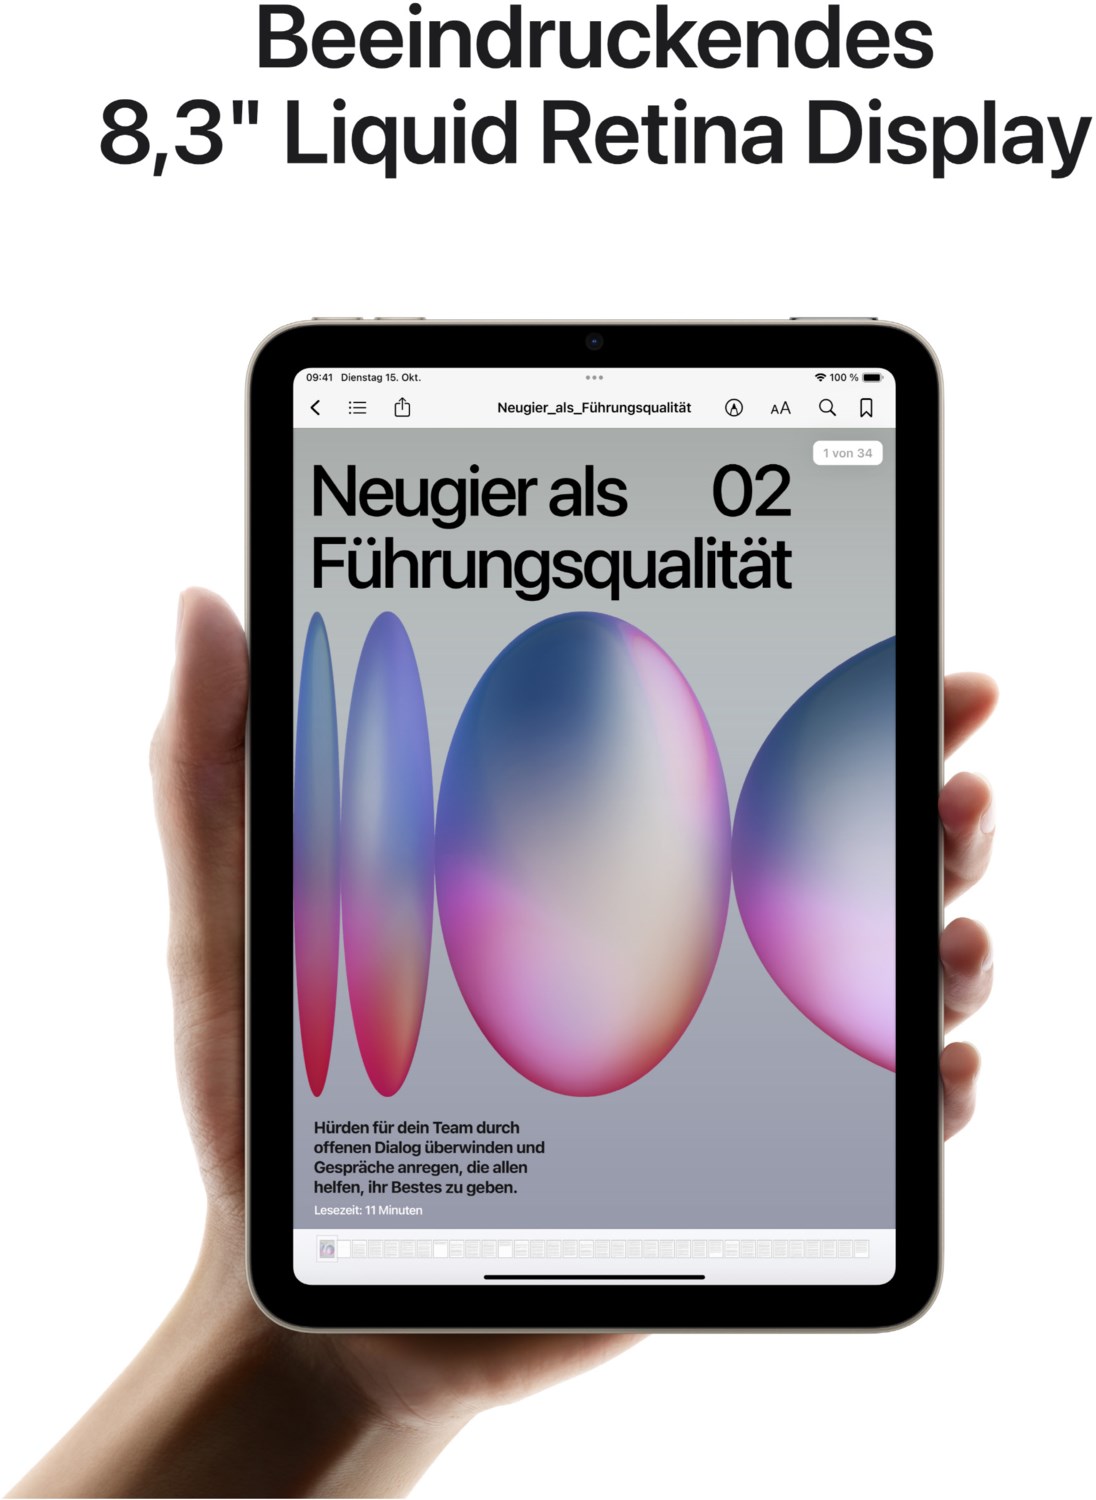 Beeindruckendes
8,3" Liquid Retina Display
09:41 Dienstag 15. Okt.
100 %
Neugier_als_Führungsqualität
AA
1 von 34
Neugier als 02
Führungsqualität
Hürden für dein Team durch
offenen Dialog überwinden und
Gespräche anregen, die allen
helfen, ihr Bestes zu geben.
Lesezeit: 11 Minuten